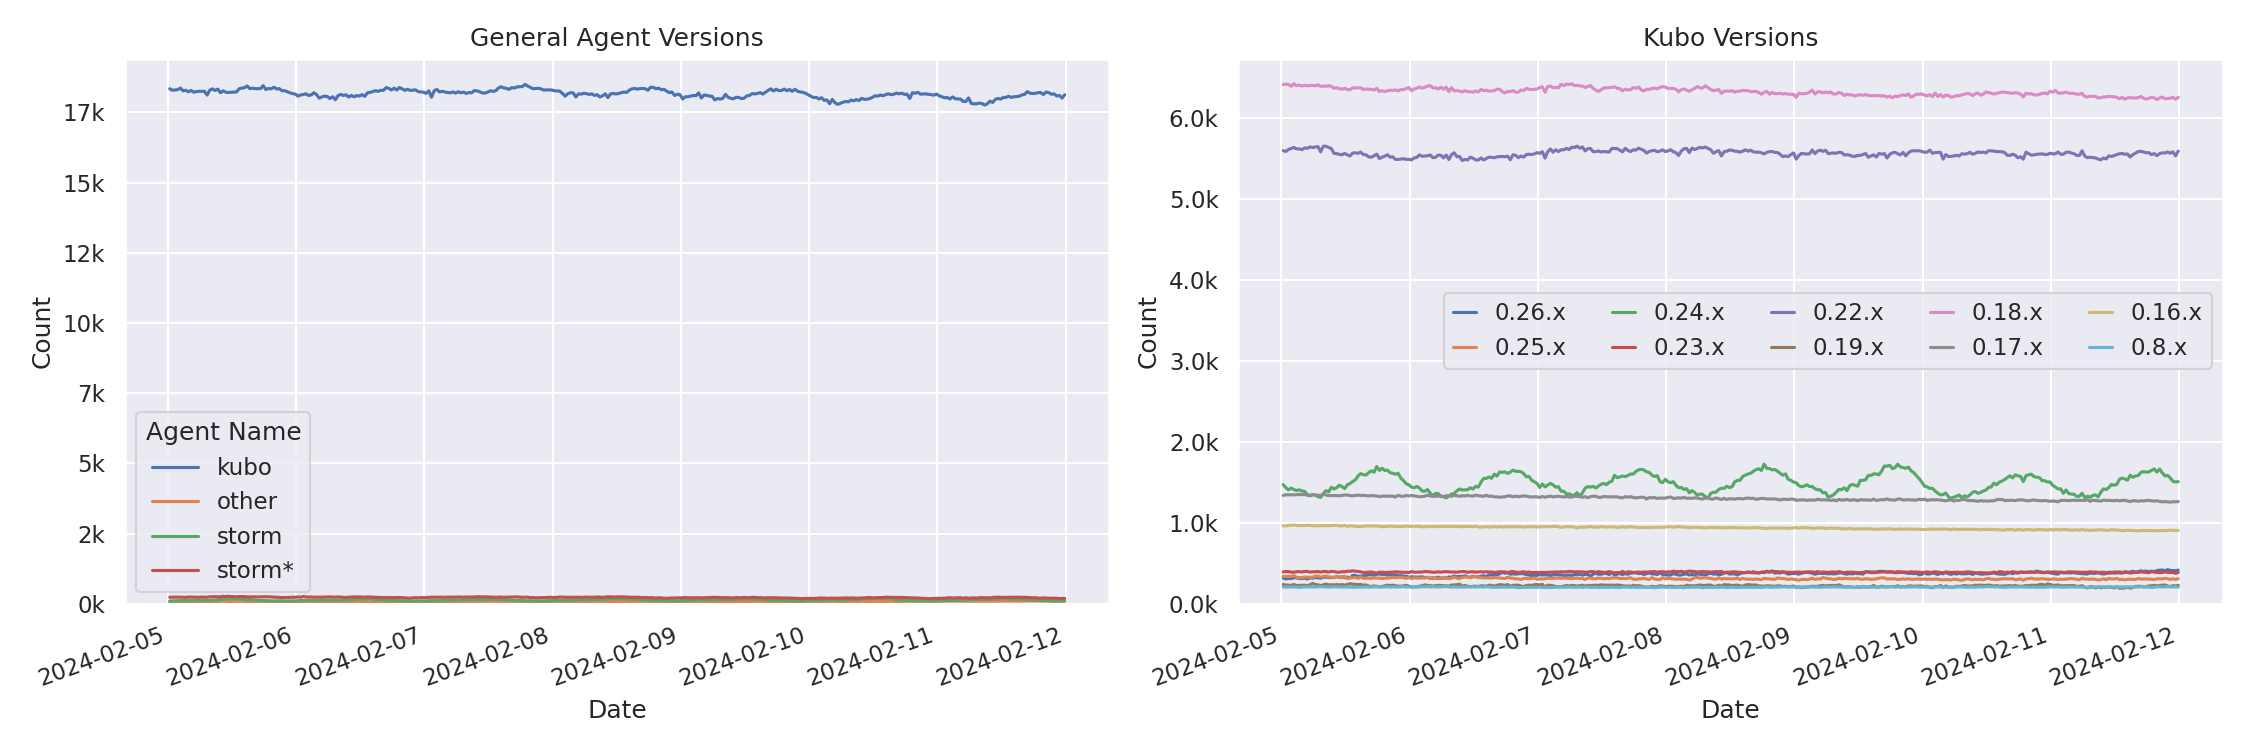 General Agent Versions
17k
15k
12k
10k
7k
5k
2k
0k
Count
Agent Name
kubo
other
storm
storm*
2024-02-05
2024-02-06
2024-02-07
2024-02-08
2024-02-09
2024-02-10
2024-02-11
2024-02-12
Date
Kubo Versions
6.0k
5.0k
4.0k
3.0k
2.0k
1.0k
0.0k
Count
0.26.x 0.24.x 0.22.x 0.18.x 0.16.x
0.25.x 0.23.x 0.19.x 0.17.x 0.8.x
2024-02-05
2024-02-06
2024-02-07
2024-02-08
2024-02-09
2024-02-10
2024-02-11
2024-02-12
Date